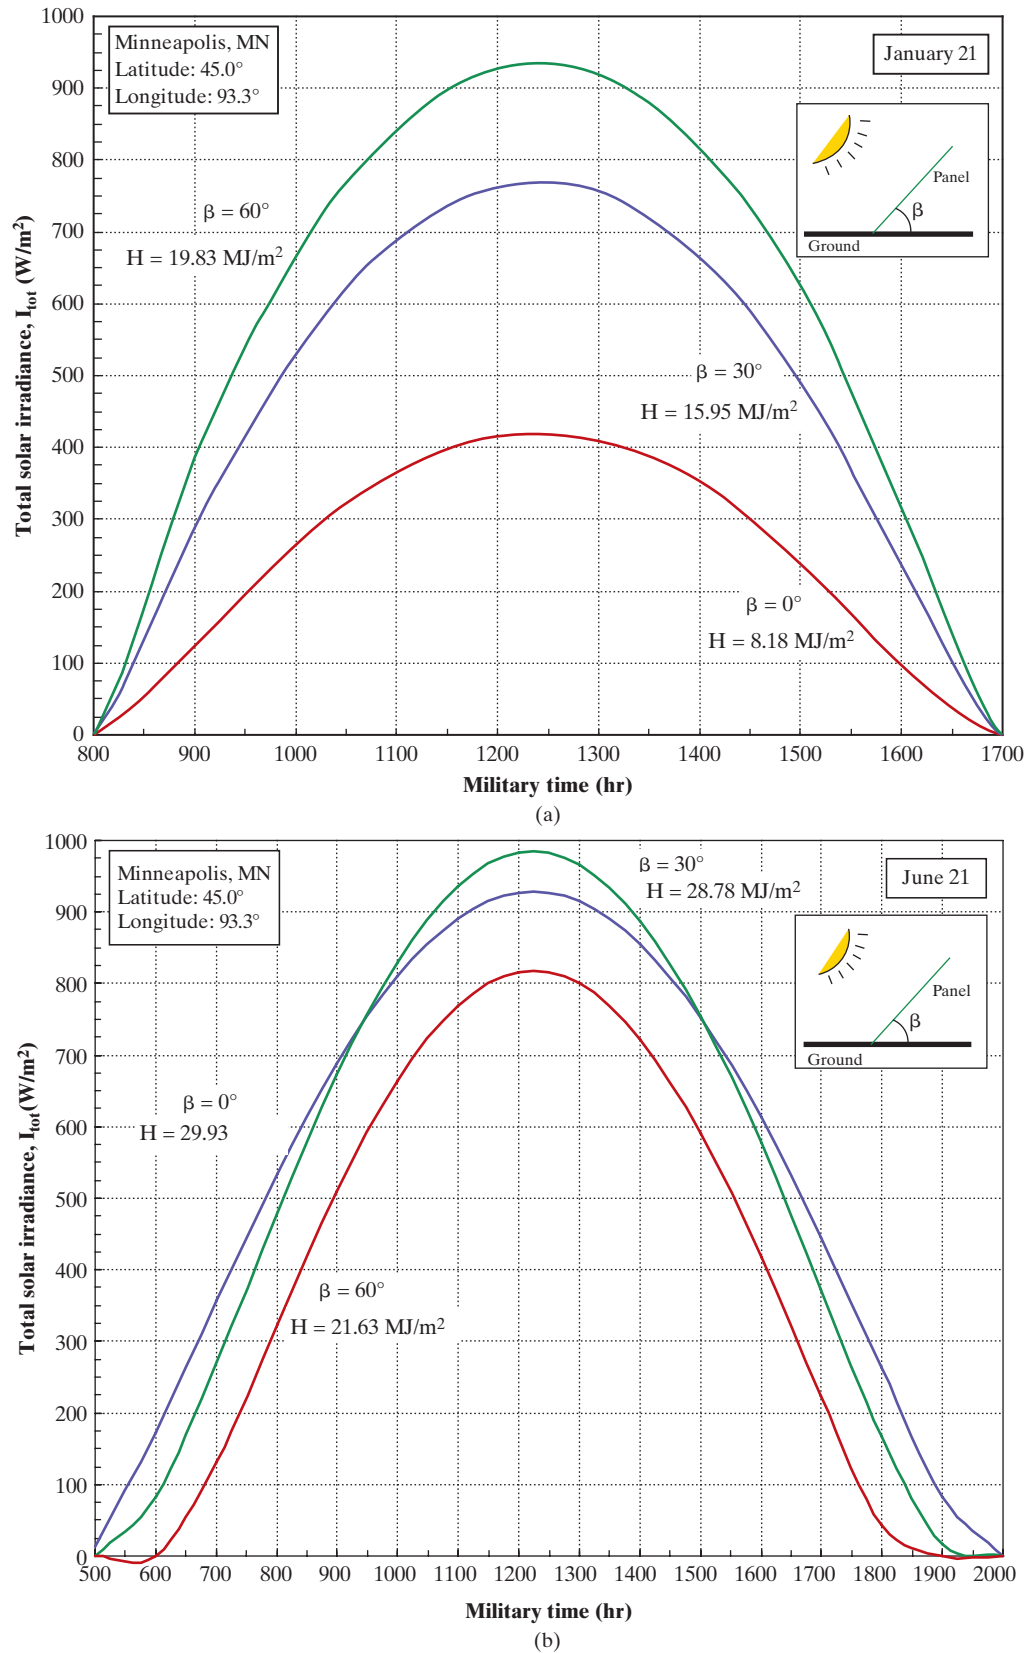 1000
900
800
700
600
500
400
300
200
100
0
Total solar irradiance, Itot (W/m2)
Minneapolis, MN
Latitude: 45.0°
Longitude: 93.3°
January 21
Panel
β
Ground
β = 60°
H = 19.83 MJ/m2
β = 30°
H = 15.95 MJ/m2
β = 0°
H = 8.18 MJ/m2
800 900 1000 1100 1200 1300 1400 1500 1600 1700
Military time (hr)
(a)
1000
900
800
700
600
500
400
300
200
100
0
Total solar irradiance, Itot(W/m2)
Minneapolis, MN
Latitude: 45.0°
Longitude: 93.3°
β = 30°
H = 28.78 MJ/m2
June 21
Panel
β
Ground
β = 0°
H = 29.93
β = 60°
H = 21.63 MJ/m2
500 600 700 800 900 1000 1100 1200 1300 1400 1500 1600 1700 1800 1900 2000
Military time (hr)
(b)